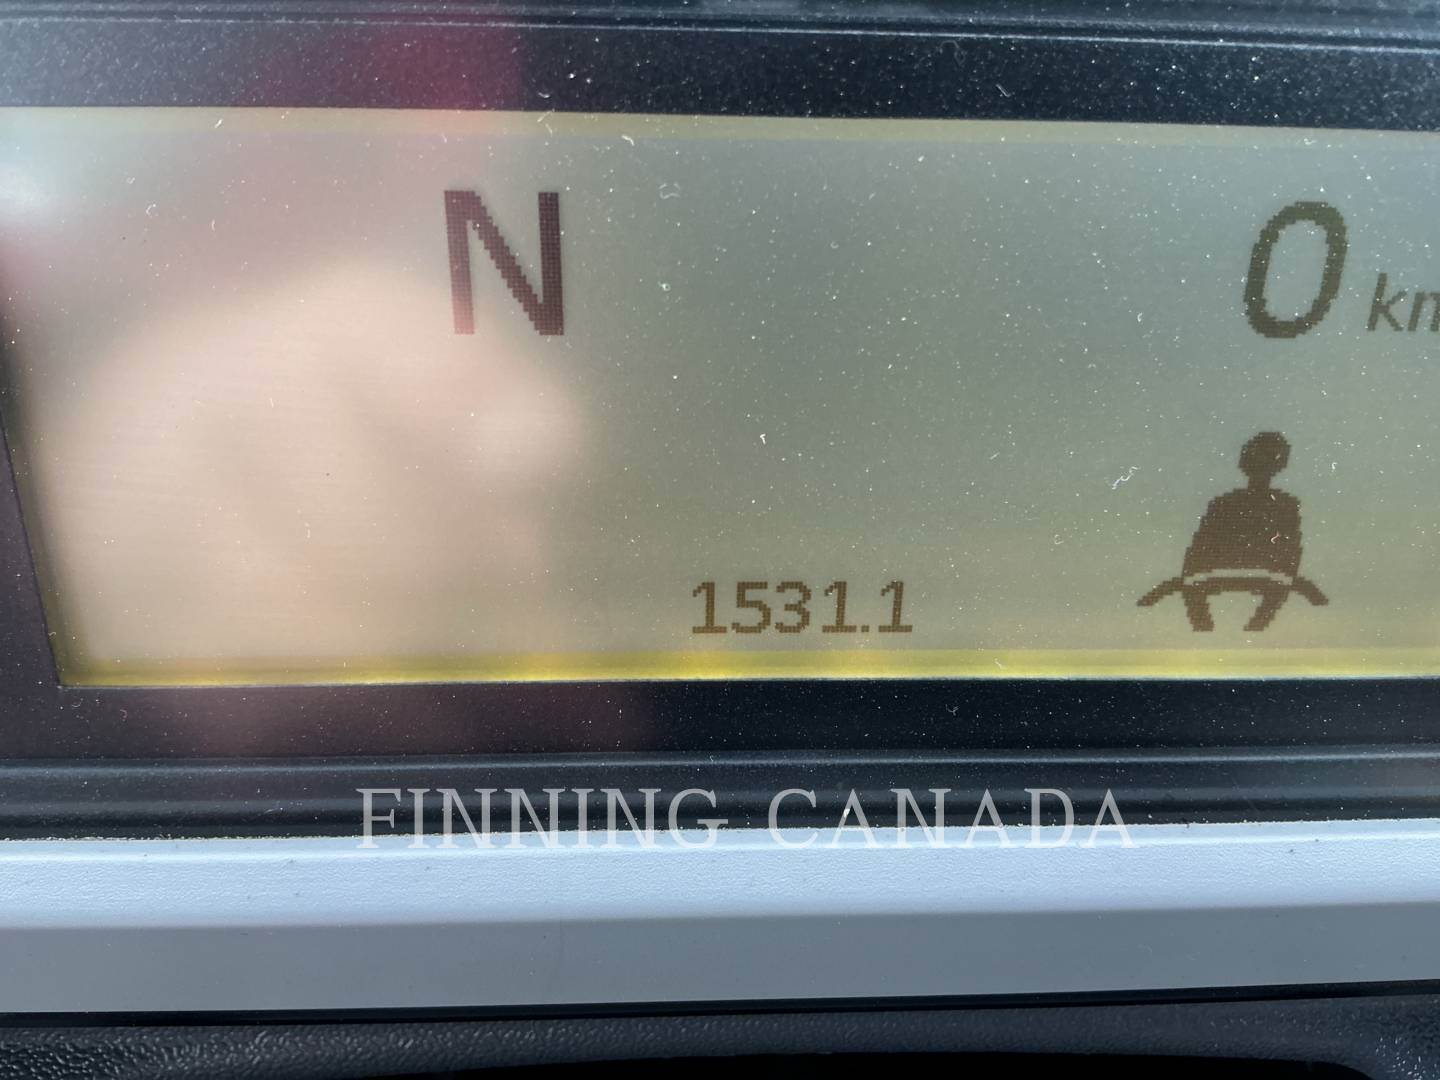 N 0 km
1531.1
FINNING CANADA